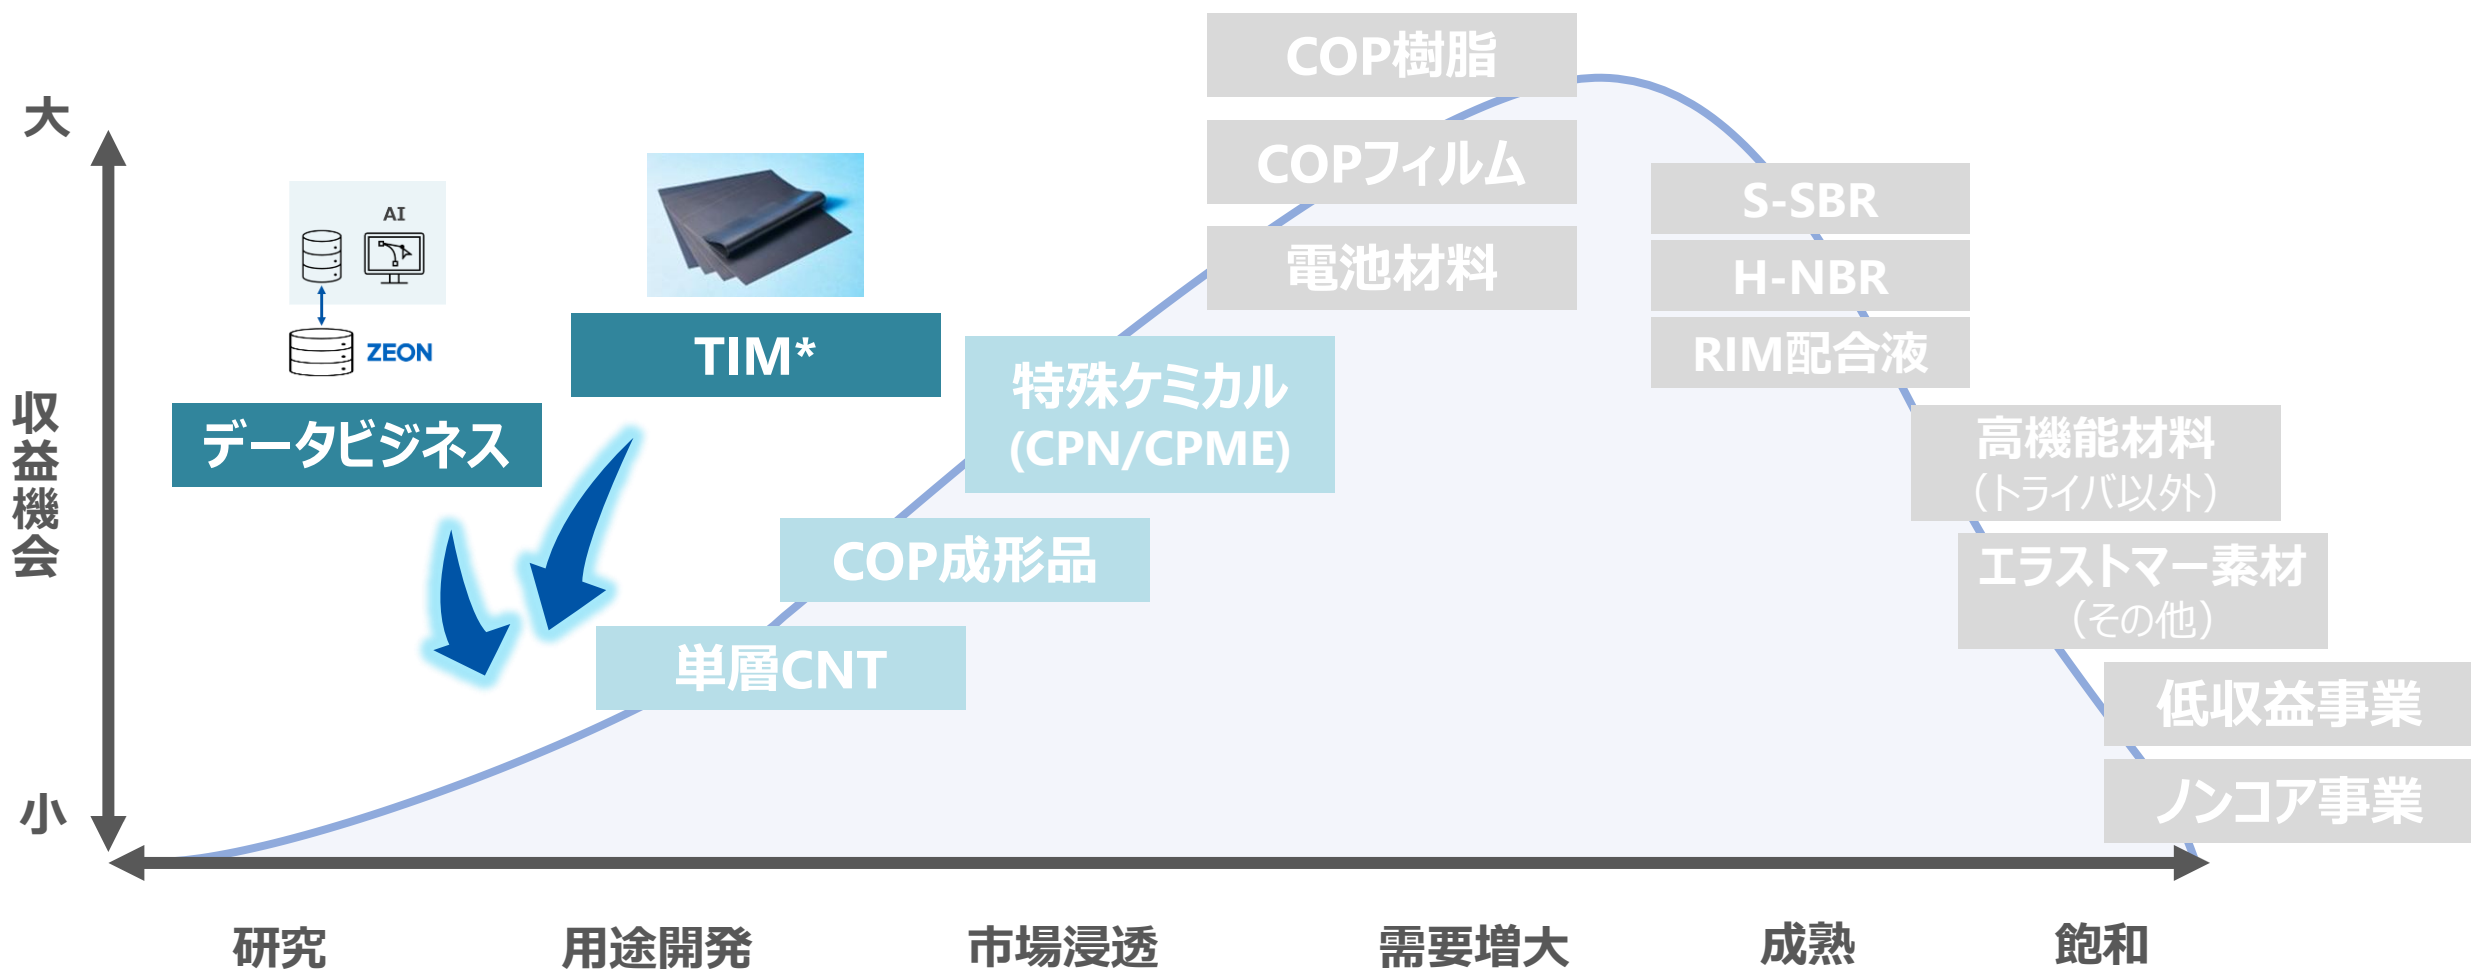 大
収益機会
小
AI
ZEON
データビジネス
TIM*
単層CNT
COP成形品
特殊ケミカル
(CPN/CPME)
COP樹脂
COPフィルム
電池材料
S-SBR
H-NBR
RIM配合液
高機能材料
（トライバ以外）
エラストマー素材
（その他）
低収益事業
ノンコア事業
研究
用途開発
市場浸透
需要増大
成熟
飽和